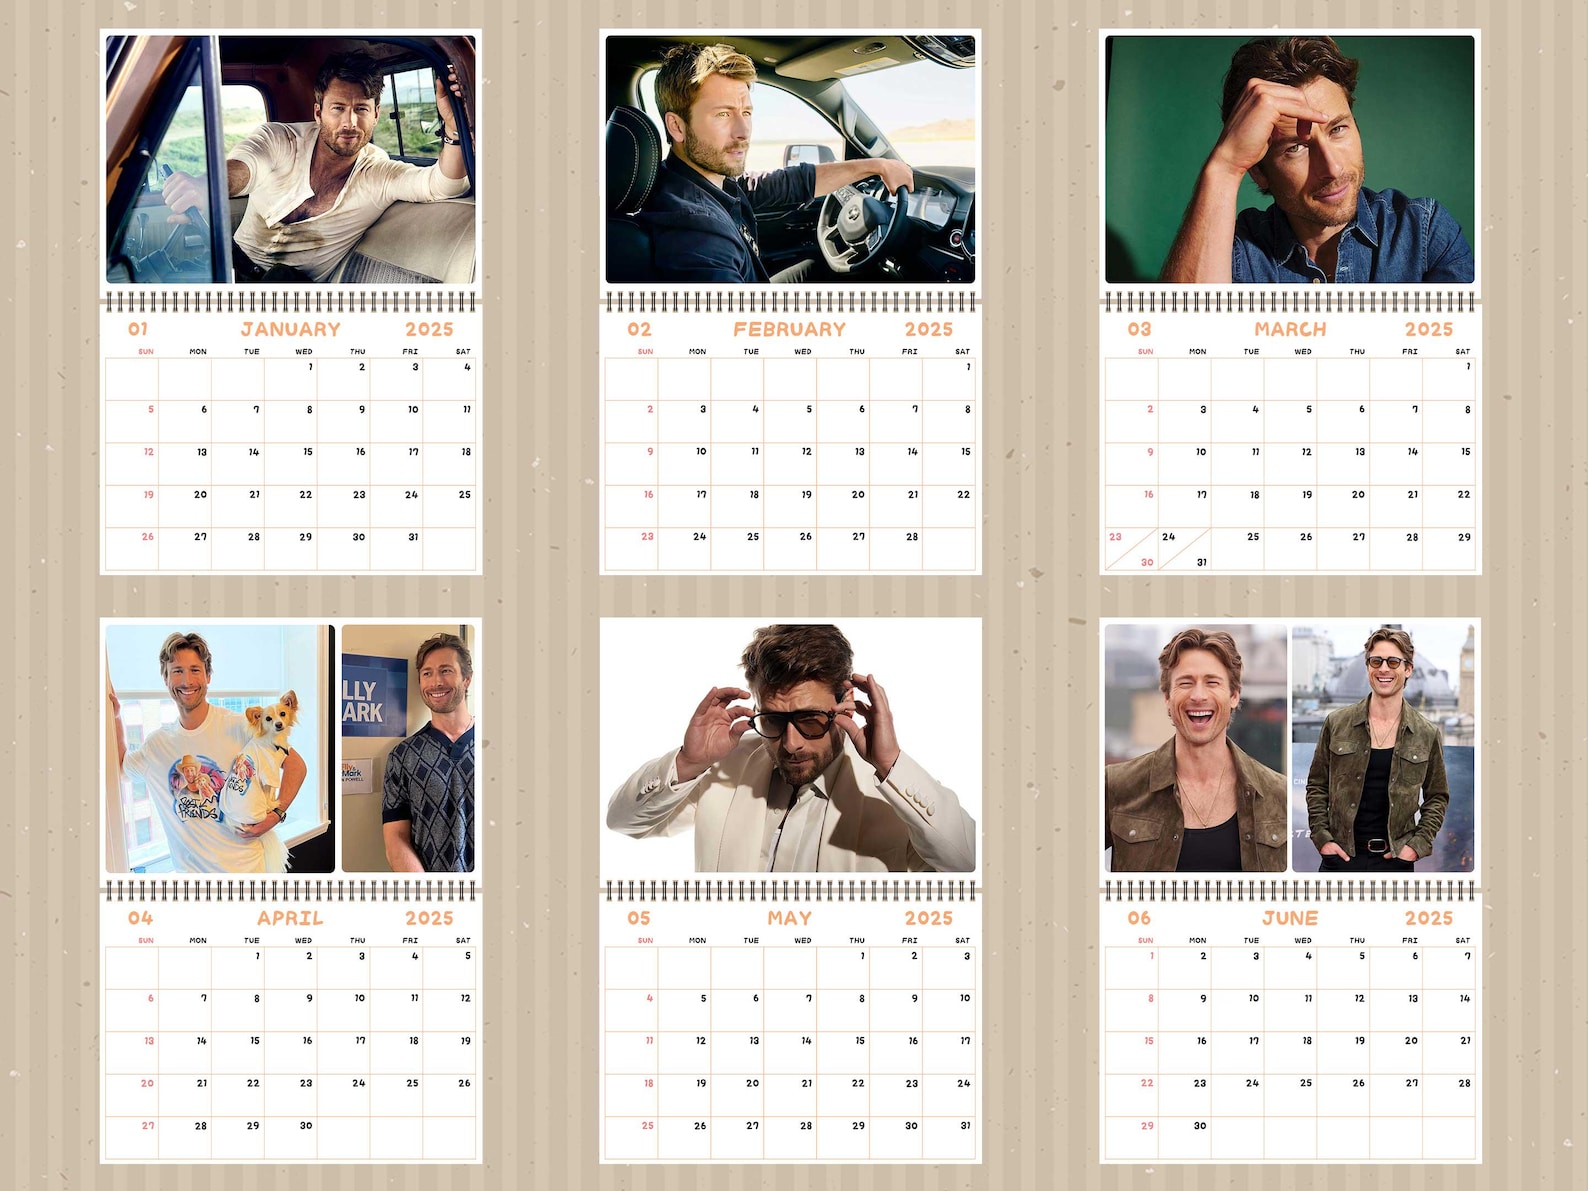 01 JANUARY 2025
SUN MON TUE WED THU FRI SAT
1 2 3 4
5 6 7 8 9 10 11
12 13 14 15 16 17 18
19 20 21 22 23 24 25
26 27 28 29 30 31
02 FEBRUARY 2025
SUN MON TUE WED THU FRI SAT
1
2 3 4 5 6 7 8
9 10 11 12 13 14 15
16 17 18 19 20 21 22
23 24 25 26 27 28
03 MARCH 2025
SUN MON TUE WED THU FRI SAT
1
2 3 4 5 6 7 8
9 10 11 12 13 14 15
16 17 18 19 20 21 22
23 24 25 26 27 28 29
30 31
BEST
FRIENDS
LLY
ARK
Mark
POWELL
04 APRIL 2025
SUN MON TUE WED THU FRI SAT
1 2 3 4 5
6 7 8 9 10 11 12
13 14 15 16 17 18 19
20 21 22 23 24 25 26
27 28 29 30
05 MAY 2025
SUN MON TUE WED THU FRI SAT
1 2 3
4 5 6 7 8 9 10
11 12 13 14 15 16 17
18 19 20 21 22 23 24
25 26 27 28 29 30 31
06 JUNE 2025
SUN MON TUE WED THU FRI SAT
1 2 3 4 5 6 7
8 9 10 11 12 13 14
15 16 17 18 19 20 21
22 23 24 25 26 27 28
29 30